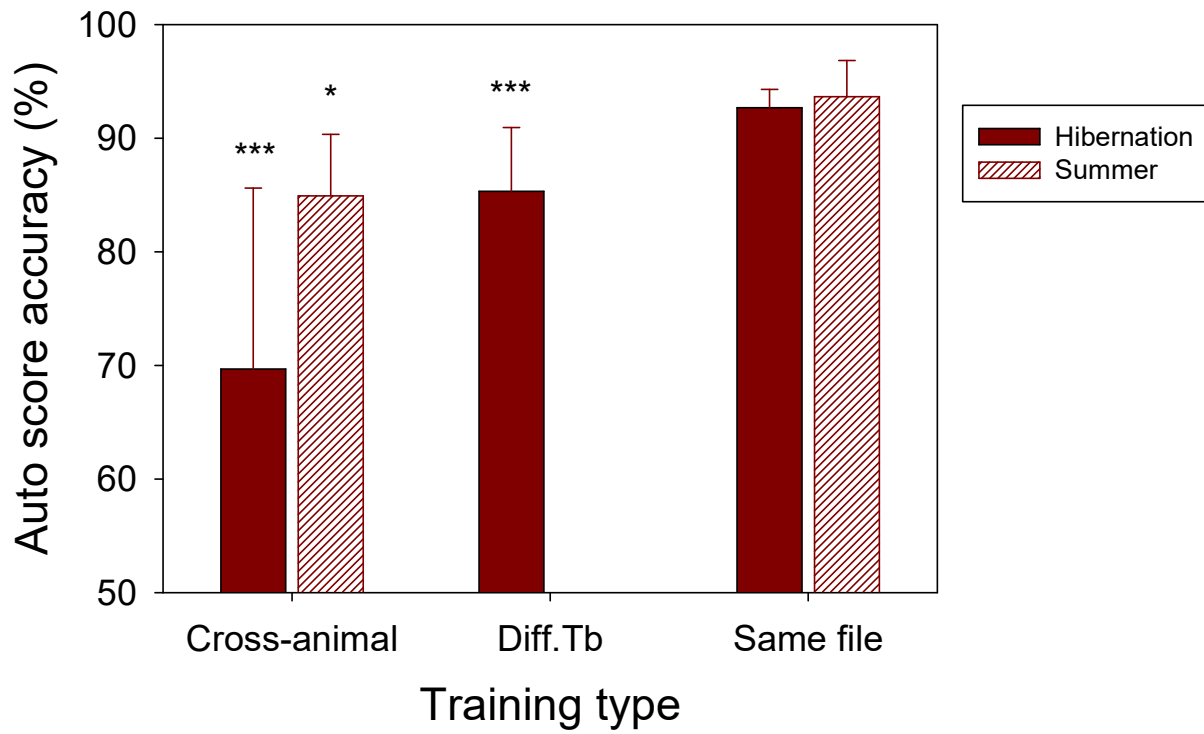 Auto score accuracy (%)
100
90
80
70
60
50
***
*
***
Cross-animal
Diff.Tb
Same file
Training type
Hibernation
Summer